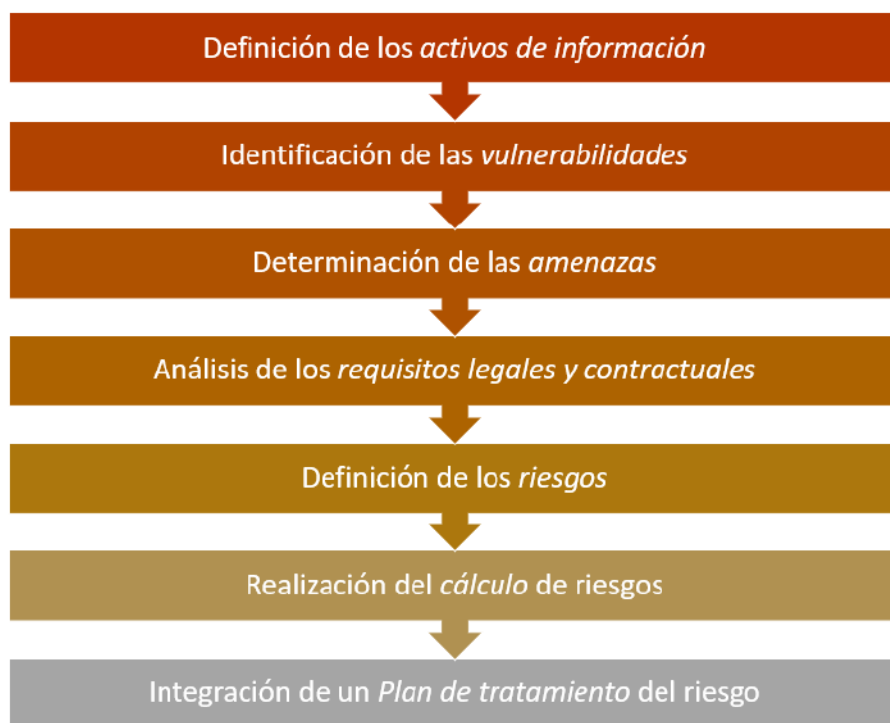 Definición de los activos de información
Identificación de las vulnerabilidades
Determinación de las amenazas
Análisis de los requisitos legales y contractuales
Definición de los riesgos
Realización del cálculo de riesgos
Integración de un Plan de tratamiento del riesgo